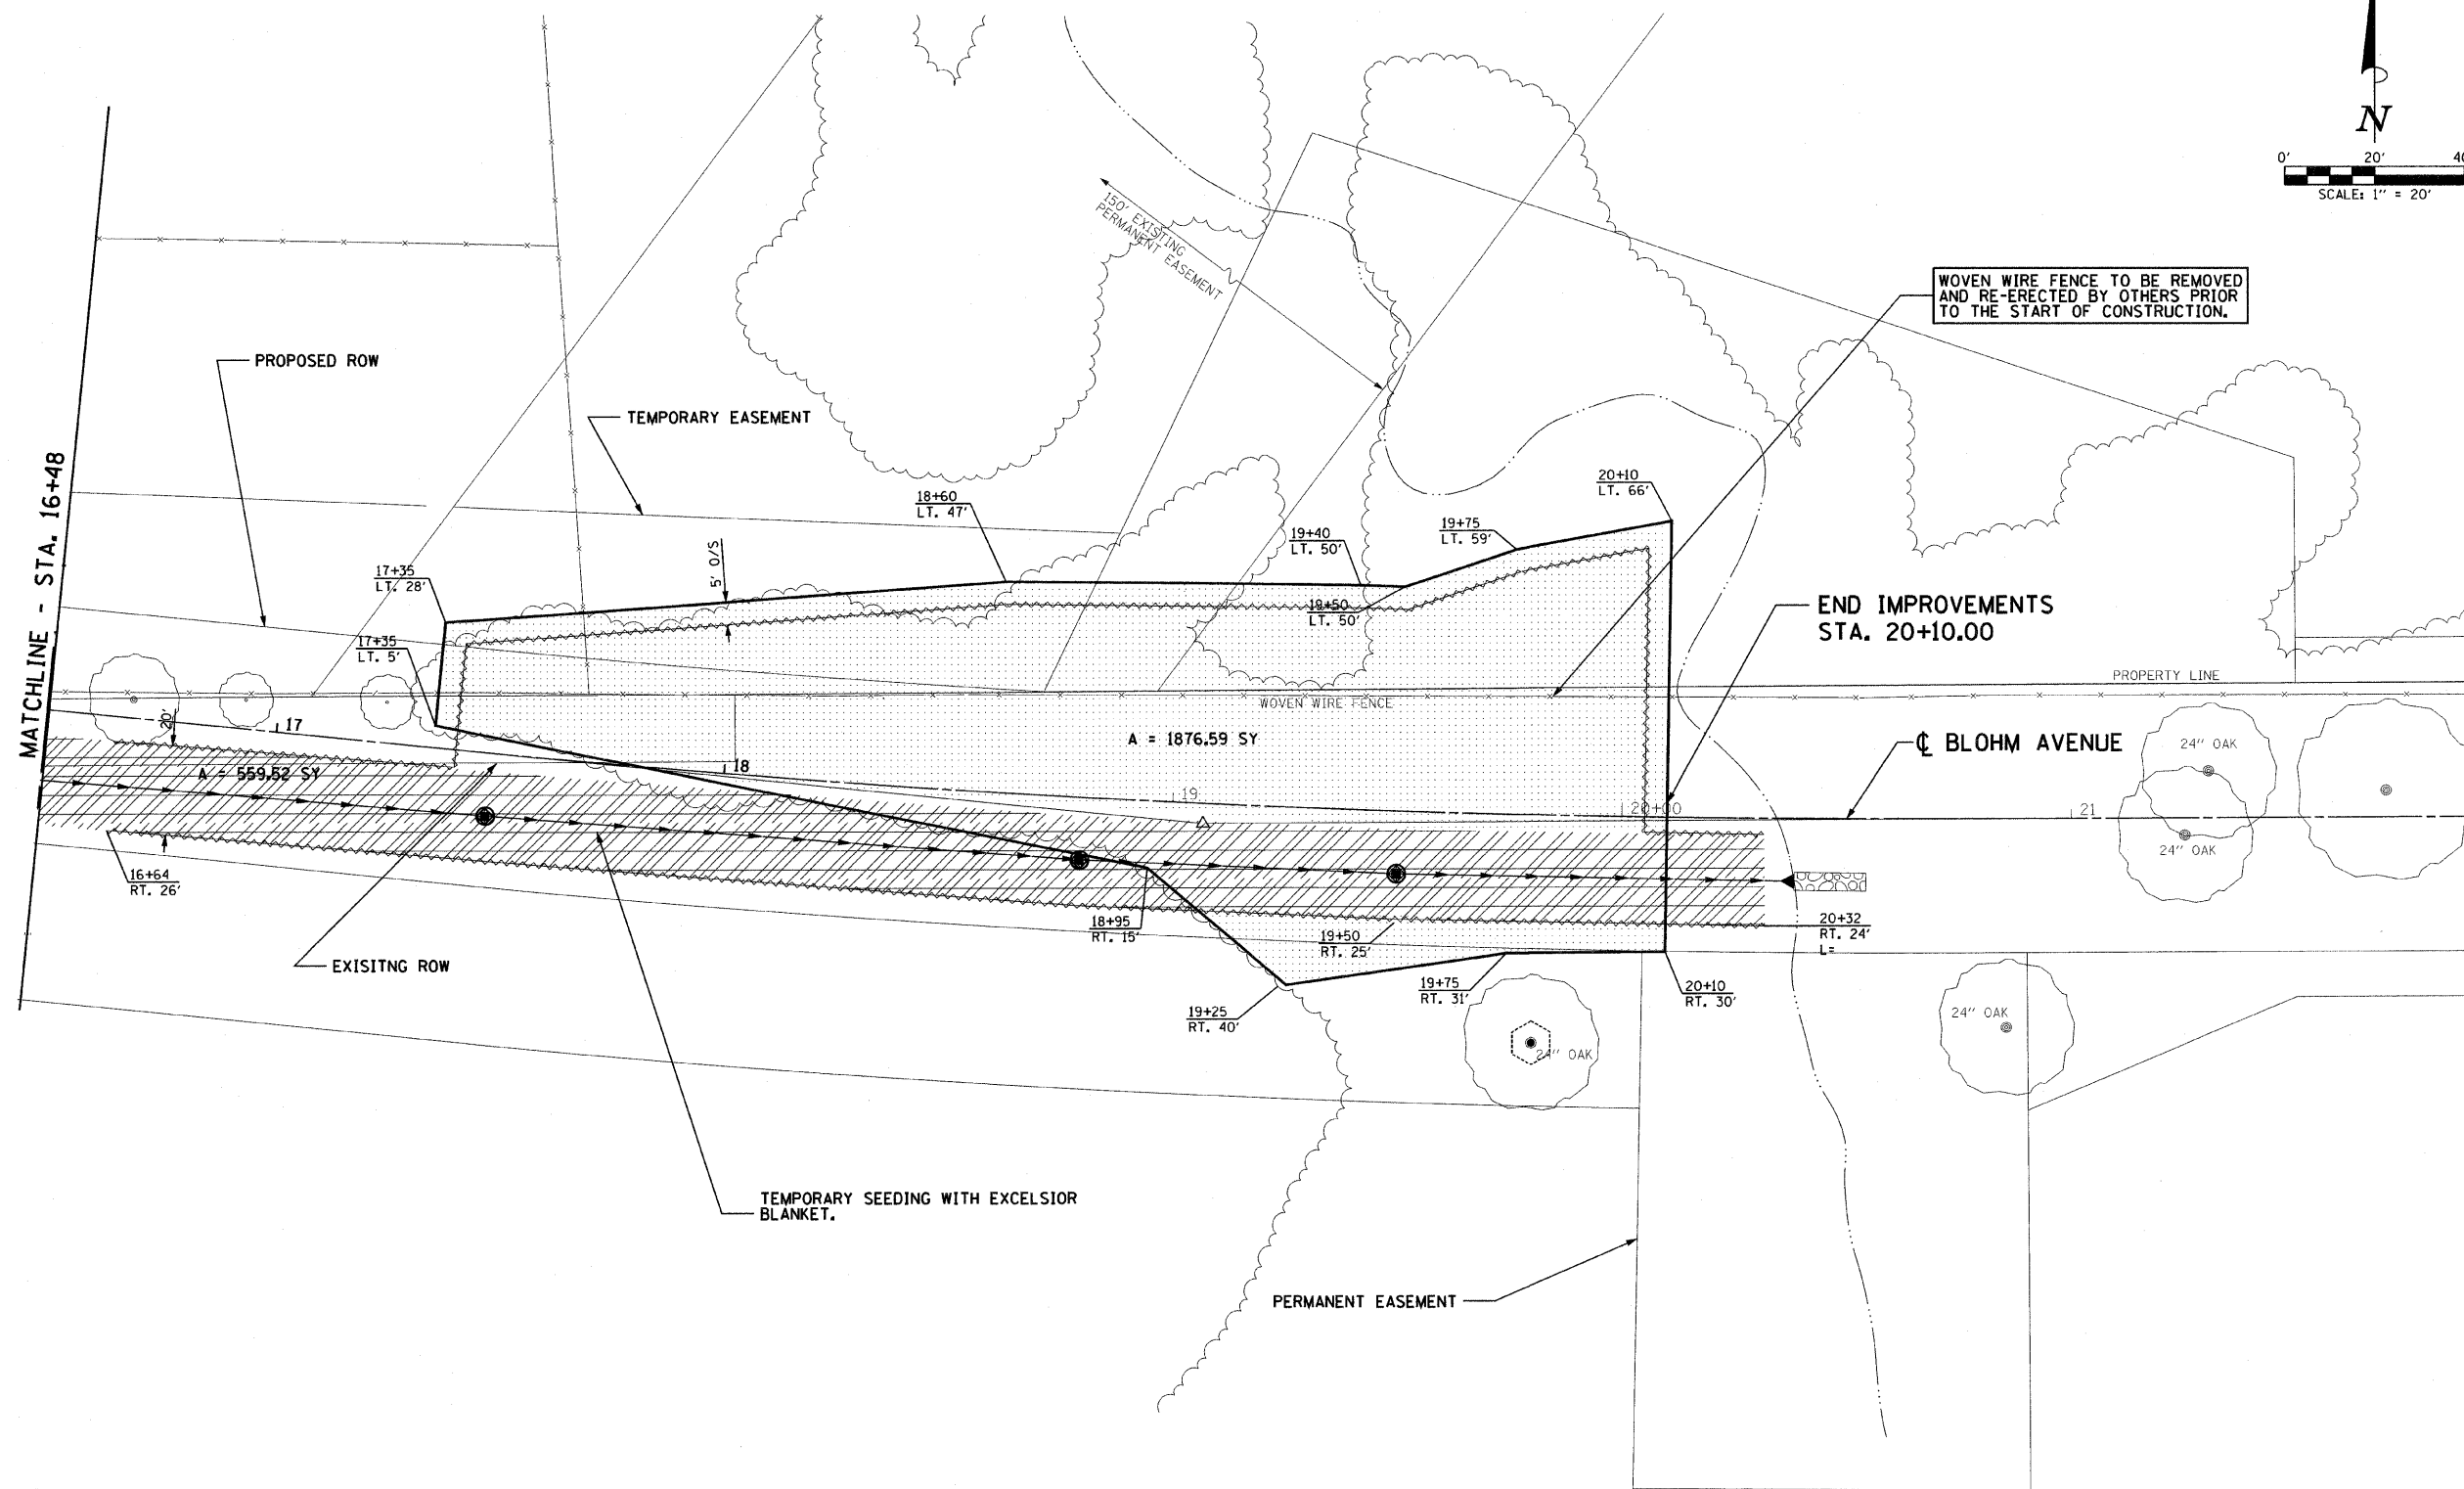 N
0' 20' 40
SCALE: 1" = 20'
150' EXISTING
PERMANENT EASEMENT
WOVEN WIRE FENCE TO BE REMOVED
AND RE-ERECTED BY OTHERS PRIOR
TO THE START OF CONSTRUCTION.
PROPOSED ROW
TEMPORARY EASEMENT
MATCHLINE - STA. 16+48
18+60
LT. 47'
20+10
LT. 66'
19+75
LT. 59'
19+40
LT. 50'
5' O/S
17+35
LT. 28'
19+50
LT. 50'
END IMPROVEMENTS
STA. 20+10.00
17+35
LT. 5'
PROPERTY LINE
WOVEN WIRE FENCE
20'
17
A = 1876.59 SY
℄ BLOHM AVENUE
24" OAK
A = 559.52 SY
18
19
20+00
21
24" OAK
16+64
RT. 26'
18+95
RT. 15'
19+50
RT. 25'
20+32
RT. 24'
L=
EXISITNG ROW
19+75
RT. 31'
20+10
RT. 30'
19+25
RT. 40'
24" OAK
24" OAK
TEMPORARY SEEDING WITH EXCELSIOR
BLANKET.
PERMANENT EASEMENT